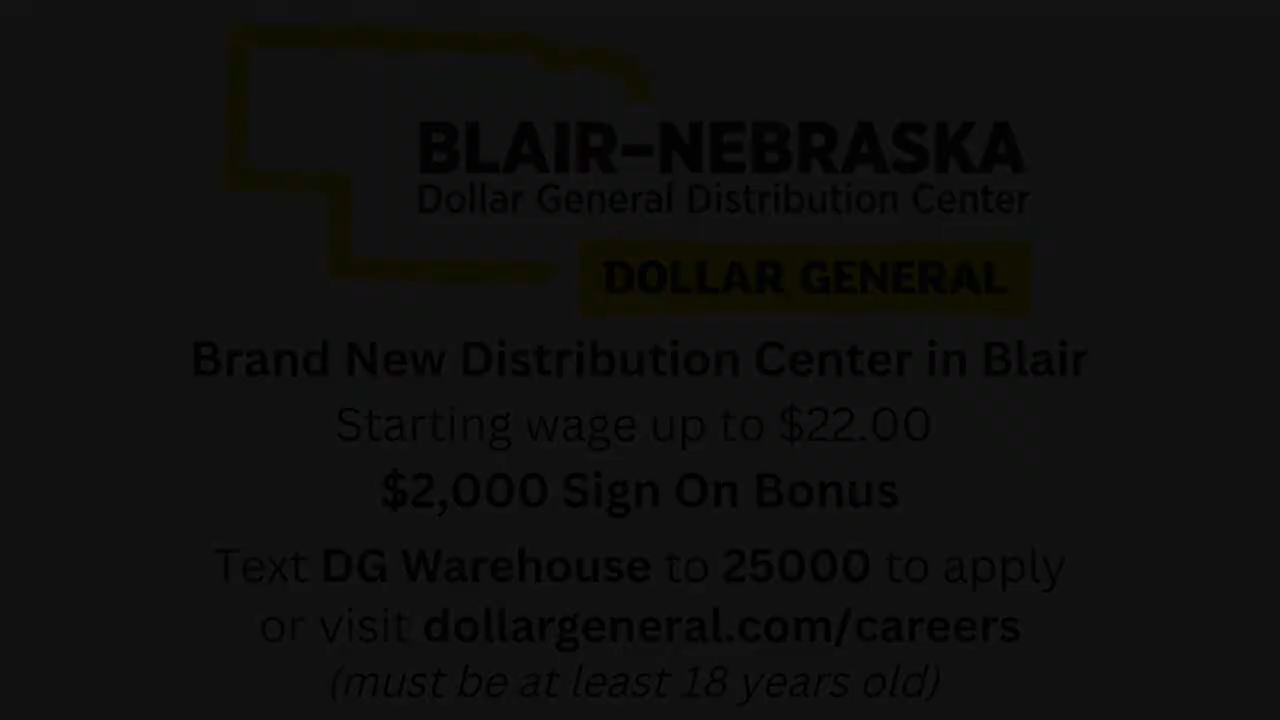 BLAIR–NEBRASKA
Dollar General Distribution Center
DOLLAR GENERAL
Brand New Distribution Center in Blair
Starting wage up to $22.00
$2,000 Sign On Bonus
Text DG Warehouse to 25000 to apply
or visit dollargeneral.com/careers
(must be at least 18 years old)